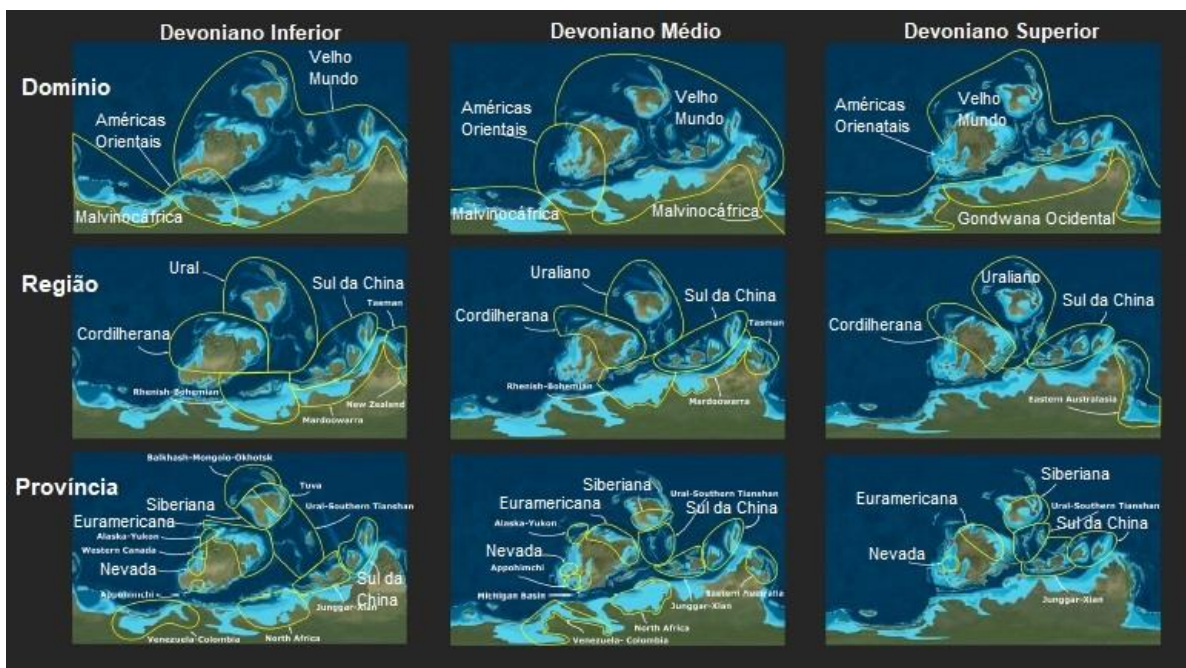 Devoniano Inferior
Devoniano Médio
Devoniano Superior
Domínio
Velho
Mundo
Américas
Orientais
Malvinocáfrica
Américas
Orientais
Velho
Mundo
Malvinocáfrica
Malvinocáfrica
Américas
Orienatais
Velho
Mundo
Gondwana Ocidental
Região
Ural
Sul da China
Tasman
Cordilherana
Rhenish-Bohemian
New Zealand
Mardoowarra
Uraliano
Sul da China
Cordilherana
Tasman
Rhenish-Bohemian
Mardoowarra
Uraliano
Sul da China
Cordilherana
Eastern Australasia
Província
Balkhash-Mongolo-Okhotsk
Tuva
Siberiana
Ural-Southern Tianshan
Euramericana
Alaska-Yukon
Western Canada
Nevada
Appohimchi
Sul da
China
Junggar-Xian
Venezuela-Colombia
North Africa
Siberiana
Ural-Southern Tianshan
Euramericana
Sul da China
Alaska-Yukon
Nevada
Appohimchi
Michigan Basin
Eastern Australia
Junggar-Xian
North Africa
Venezuela- Colombia
Siberiana
Euramericana
Ural-Southern Tianshan
Sul da China
Nevada
Junggar-Xian